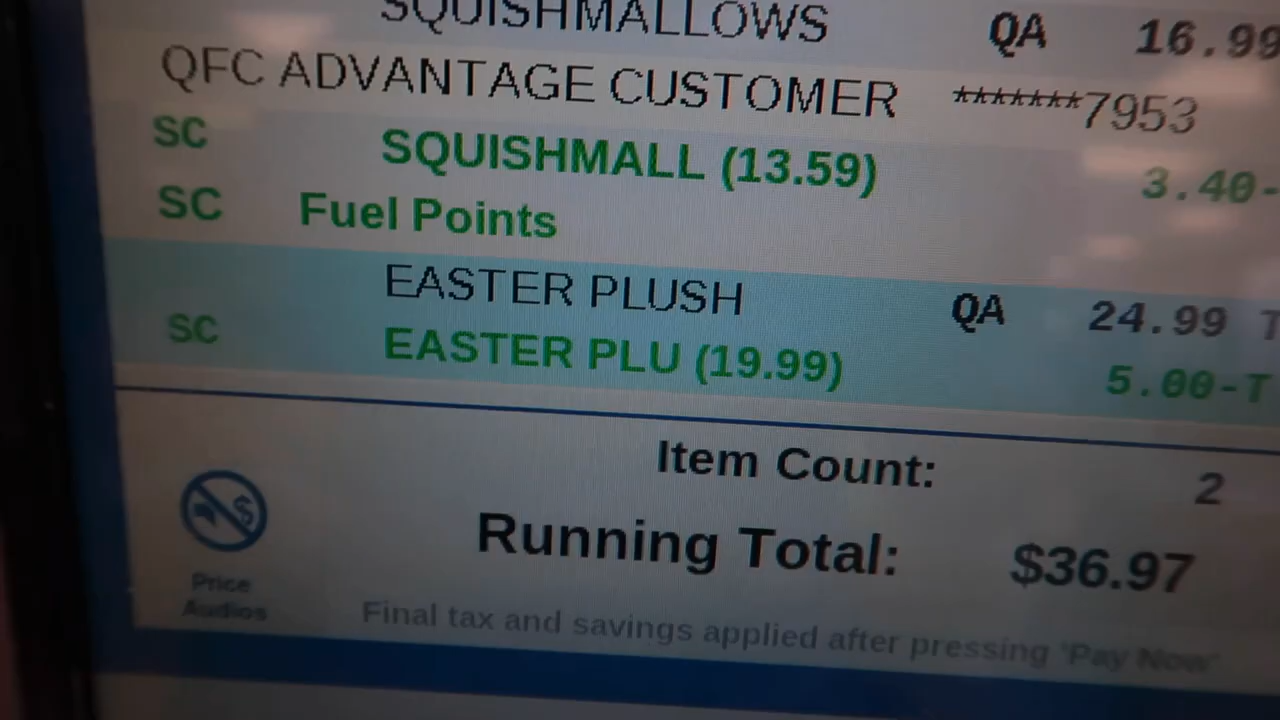 SQUISHMALLOWS QA 16.99
QFC ADVANTAGE CUSTOMER *******7953
SC SQUISHMALL (13.59) 3.40-
SC Fuel Points
EASTER PLUSH QA 24.99 T
SC EASTER PLU (19.99) 5.00-T
Item Count: 2
Running Total: $36.97
Price
Audios
Final tax and savings applied after pressing 'Pay Now'